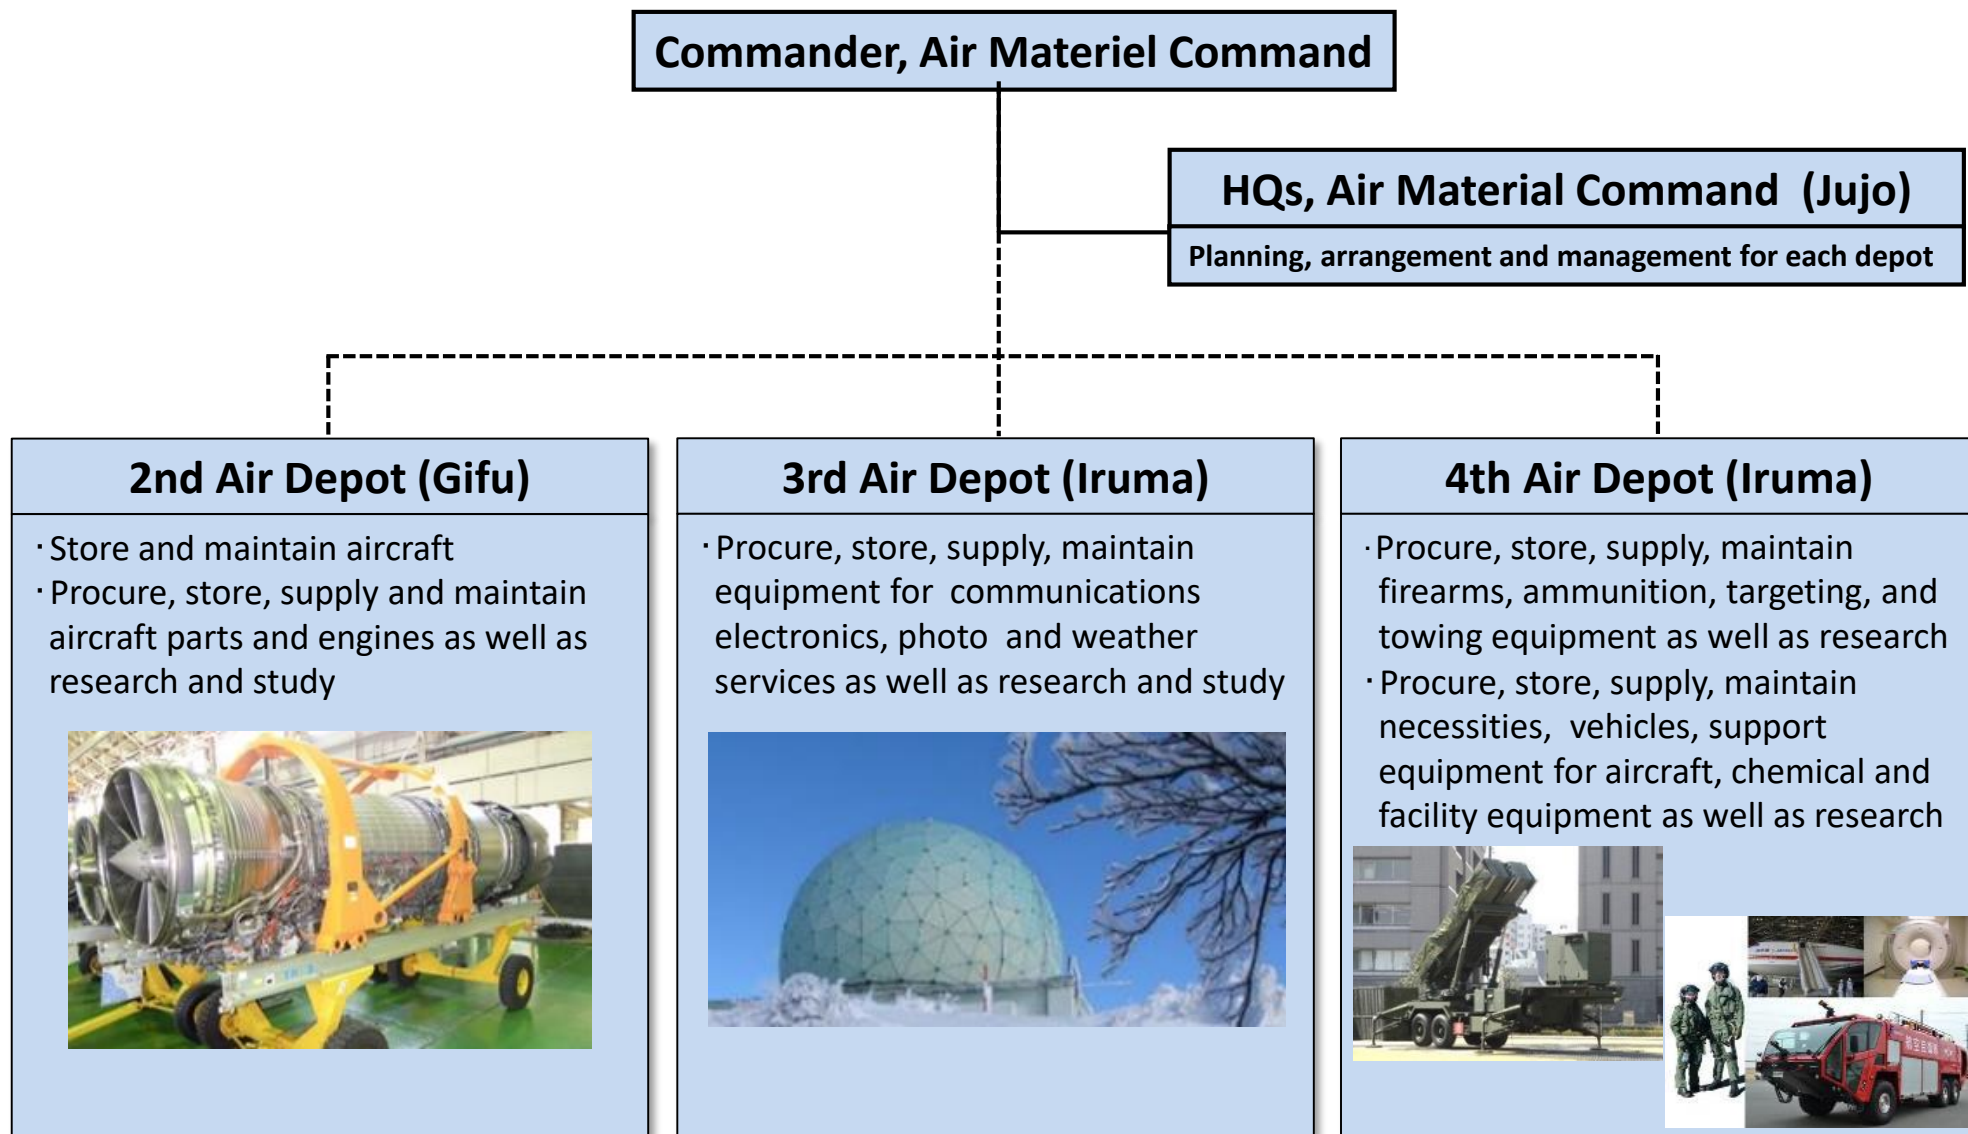 Commander, Air Materiel Command
HQs, Air Material Command (Jujo)
Planning, arrangement and management for each depot
2nd Air Depot (Gifu)
・Store and maintain aircraft
・Procure, store, supply and maintain
aircraft parts and engines as well as
research and study
3rd Air Depot (Iruma)
・Procure, store, supply, maintain
equipment for communications
electronics, photo and weather
services as well as research and study
4th Air Depot (Iruma)
・Procure, store, supply, maintain
firearms, ammunition, targeting, and
towing equipment as well as research
・Procure, store, supply, maintain
necessities, vehicles, support
equipment for aircraft, chemical and
facility equipment as well as research
航空自衛隊